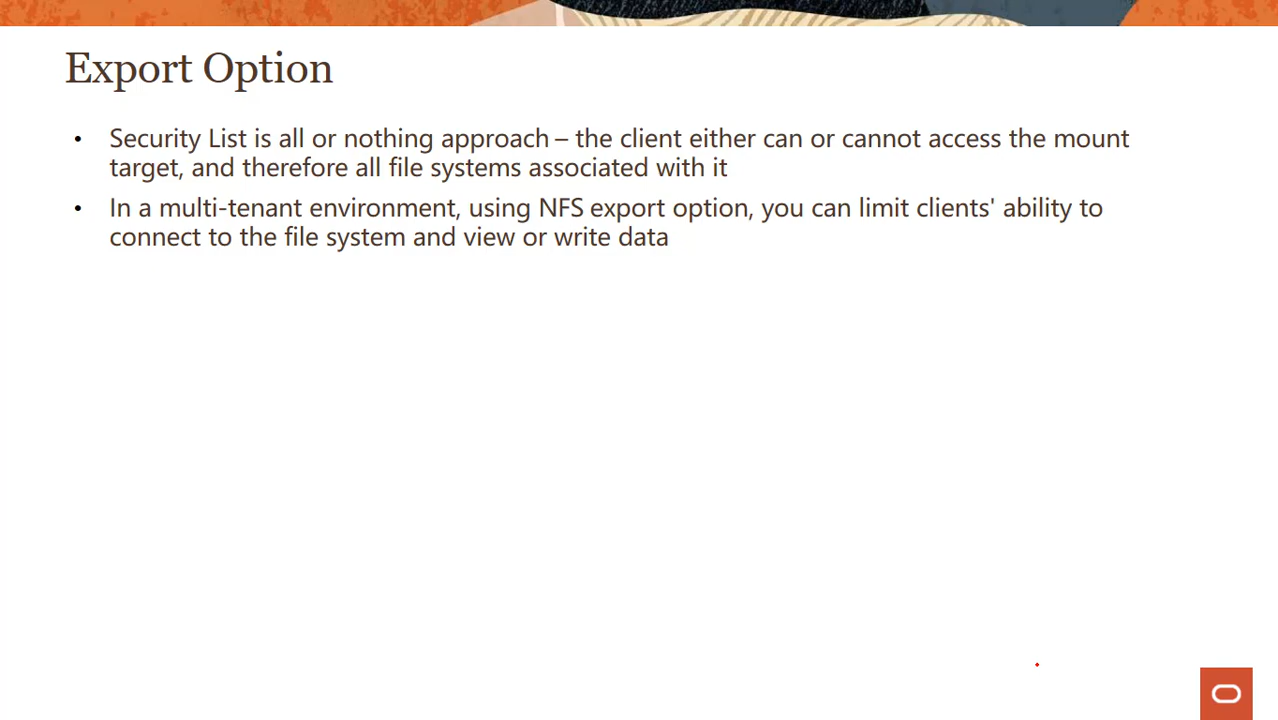 Export Option
• Security List is all or nothing approach – the client either can or cannot access the mount
target, and therefore all file systems associated with it
• In a multi-tenant environment, using NFS export option, you can limit clients' ability to
connect to the file system and view or write data